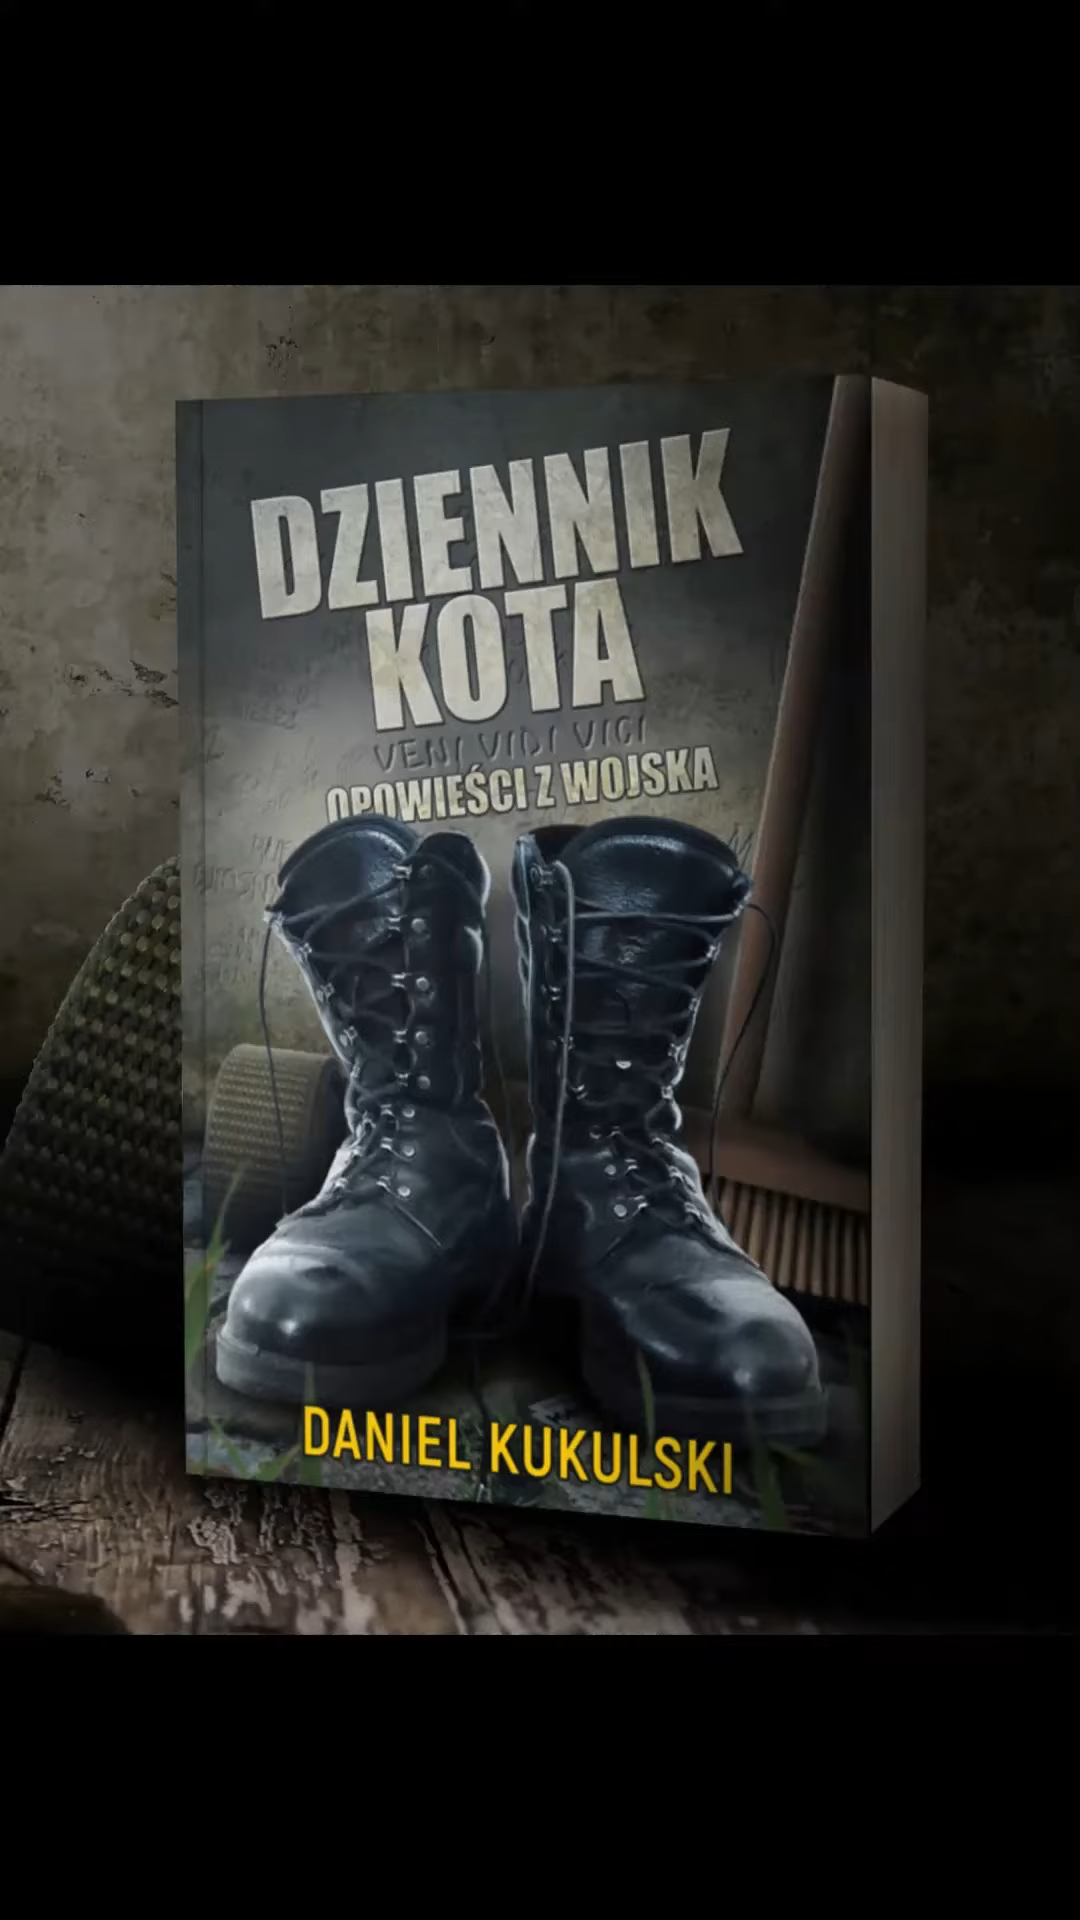 DZIENNIK
KOTA
VENI VIDI VICI
OPOWIEŚCI Z WOJSKA
DANIEL KUKULSKI